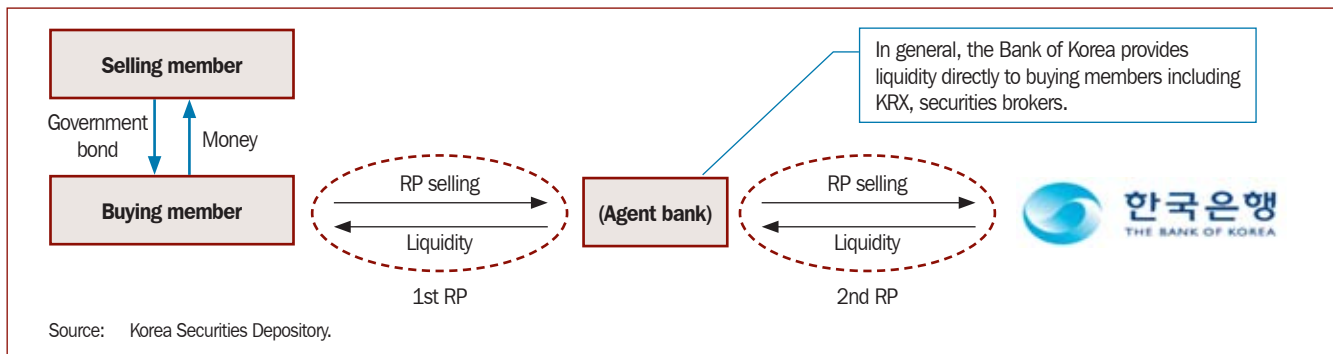 Selling member
Government
bond
Money
Buying member
RP selling
Liquidity
1st RP
(Agent bank)
In general, the Bank of Korea provides
liquidity directly to buying members including
KRX, securities brokers.
RP selling
Liquidity
2nd RP
한국은행
THE BANK OF KOREA
Source: Korea Securities Depository.